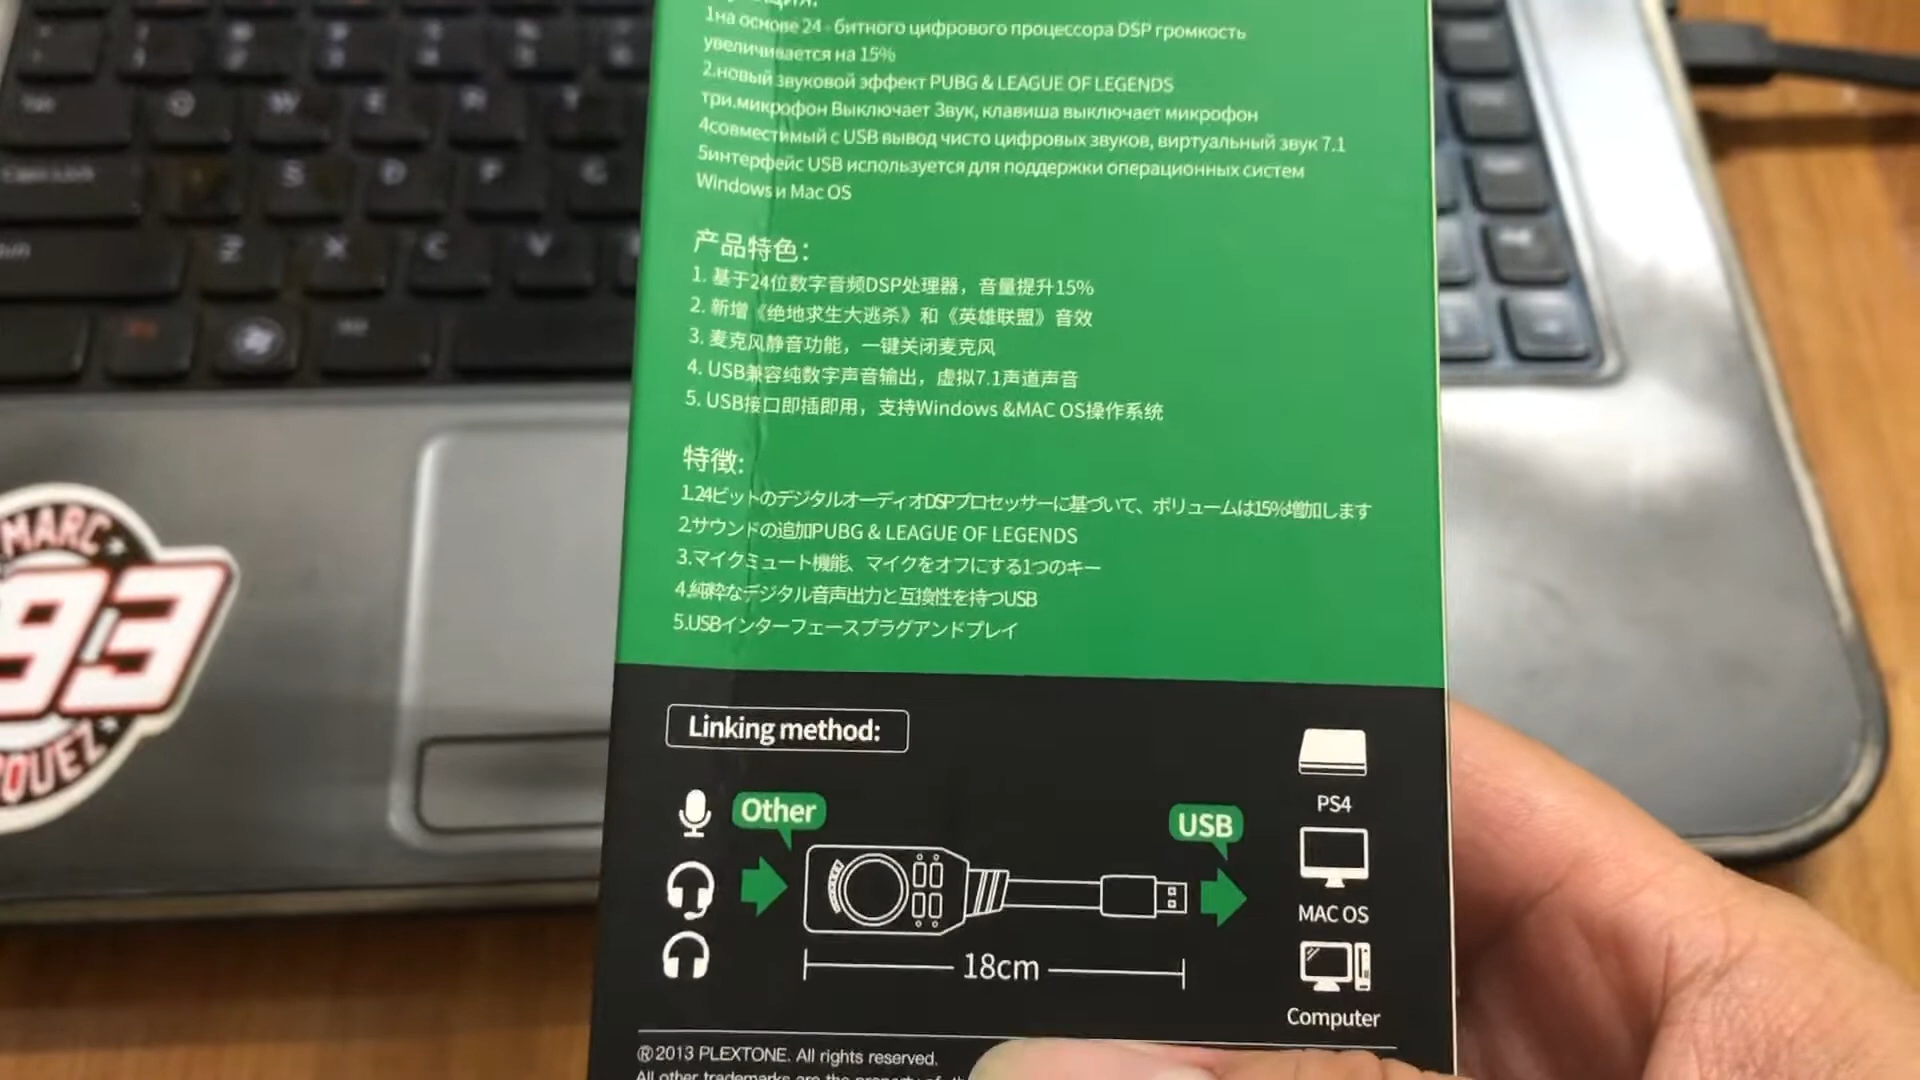 1на основе 24 - битного цифрового процессора DSP громкость
увеличивается на 15%
2.новый звуковой эффект PUBG & LEAGUE OF LEGENDS
три.микрофон Выключает Звук, клавиша выключает микрофон
4совместимый с USB вывод чисто цифровых звуков, виртуальный звук 7.1
5интерфейс USB используется для поддержки операционных систем
Windows и Mac OS
产品特色：
1. 基于24位数字音频DSP处理器，音量提升15%
2. 新增《绝地求生大逃杀》和《英雄联盟》音效
3. 麦克风静音功能，一键关闭麦克风
4. USB兼容纯数字声音输出，虚拟7.1声道声音
5. USB接口即插即用，支持Windows &MAC OS操作系统
特徴:
1.24ビットのデジタルオーディオDSPプロセッサーに基づいて、ボリュームは15%増加します
2.サウンドの追加PUBG & LEAGUE OF LEGENDS
3.マイクミュート機能、マイクをオフにする1つのキー
4.純粋なデジタル音声出力と互換性を持つUSB
5.USBインターフェースプラグアンドプレイ
Linking method:
Other
USB
PS4
MAC OS
Computer
18cm
®2013 PLEXTONE. All rights reserved.
All other trademarks are the property of
MARC
93